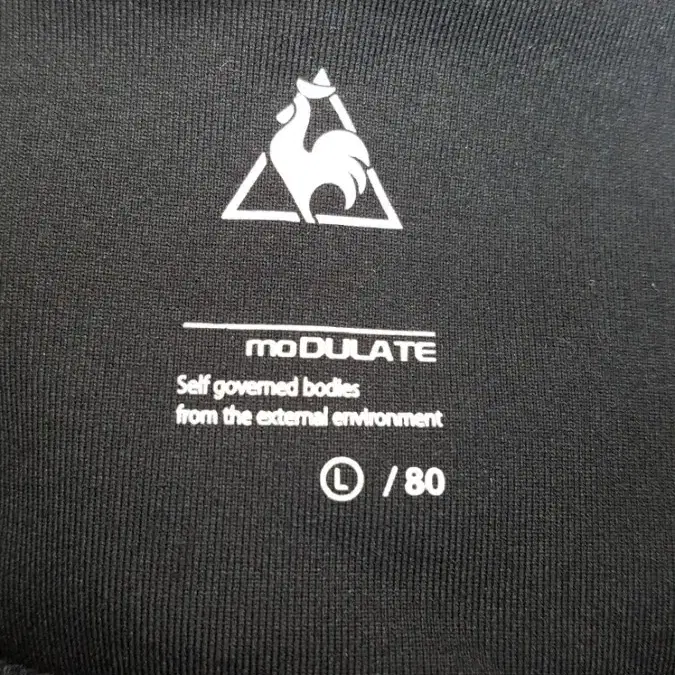 moDULATE
Self governed bodies
from the external environment
L / 80